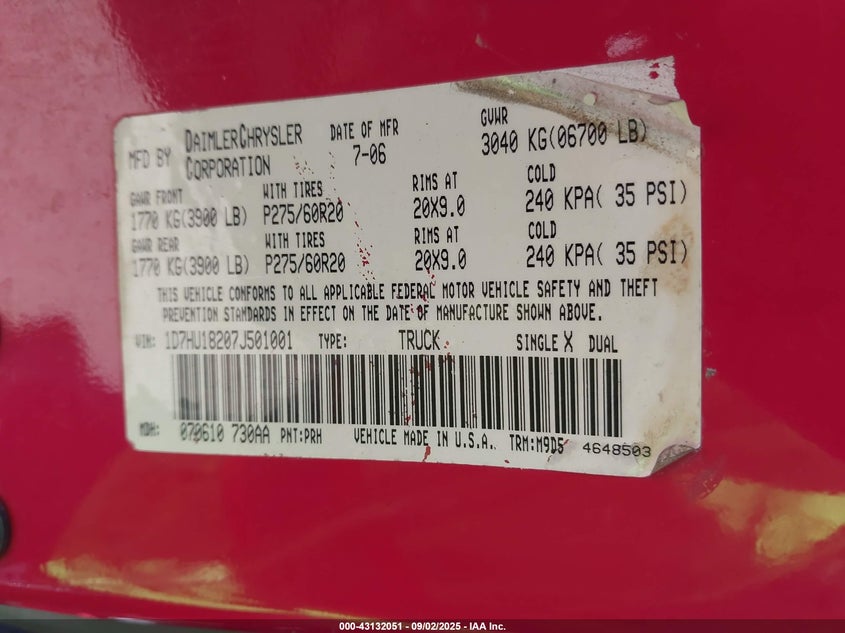 MFD BY DAIMLERCHRYSLER CORPORATION DATE OF MFR 7-06 GVWR 3040 KG(06700 LB)
GAWR FRONT WITH TIRES RIMS AT COLD
1770 KG(3900 LB) P275/60R20 20X9.0 240 KPA( 35 PSI)
GAWR REAR WITH TIRES RIMS AT COLD
1770 KG(3900 LB) P275/60R20 20X9.0 240 KPA( 35 PSI)
THIS VEHICLE CONFORMS TO ALL APPLICABLE FEDERAL MOTOR VEHICLE SAFETY AND THEFT
PREVENTION STANDARDS IN EFFECT ON THE DATE OF MANUFACTURE SHOWN ABOVE.
VIN: 1D7HU18207J501001 TYPE: TRUCK SINGLE X DUAL
MDH: 070610 730AA PNT:PRH VEHICLE MADE IN U.S.A. TRM:M9D5 4648503
000-43132051 - 09/02/2025 - IAA Inc.